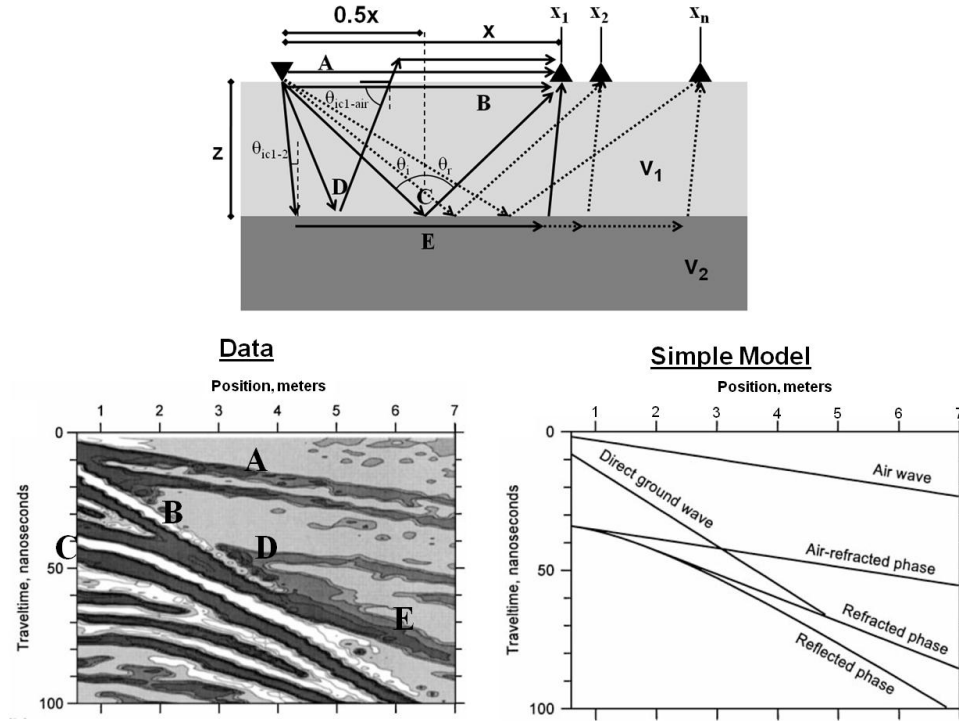 0.5x
x
x1 x2 xn
A
B
θic1-air
z
θic1-2
θi θr
D
C
V1
E
V2
Data
Simple Model
Position, meters
1 2 3 4 5 6 7
Traveltime, nanoseconds
0
50
100
A
B
C
D
E
Position, meters
1 2 3 4 5 6 7
Traveltime, nanoseconds
0
50
100
Air wave
Direct ground wave
Air-refracted phase
Refracted phase
Reflected phase